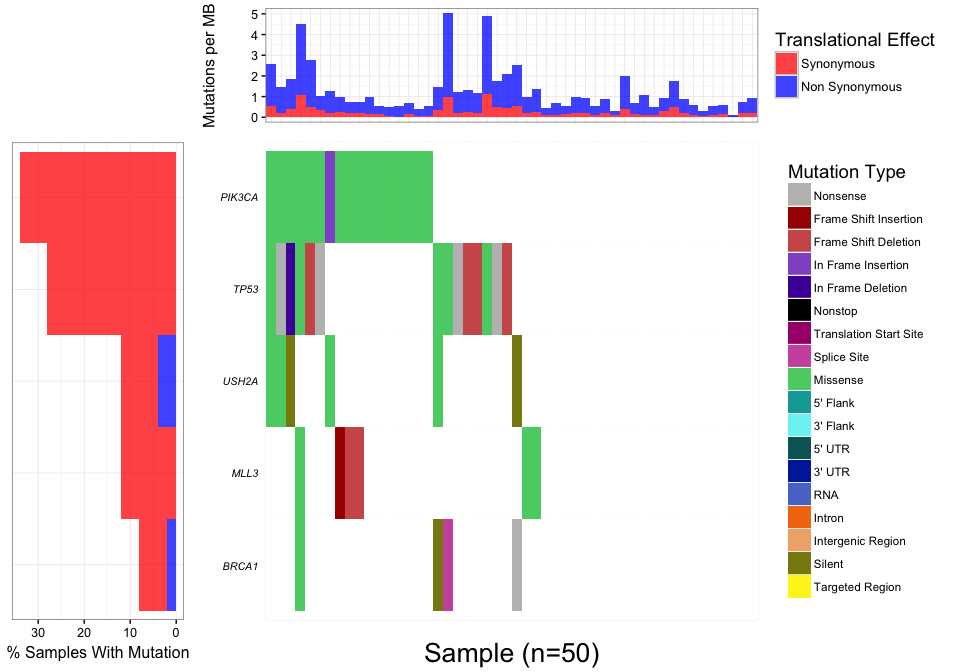 Mutations per MB
5
4
3
2
1
0
Translational Effect
Synonymous
Non Synonymous
PIK3CA
TP53
USH2A
MLL3
BRCA1
30 20 10 0
% Samples With Mutation
Sample (n=50)
Mutation Type
Nonsense
Frame Shift Insertion
Frame Shift Deletion
In Frame Insertion
In Frame Deletion
Nonstop
Translation Start Site
Splice Site
Missense
5' Flank
3' Flank
5' UTR
3' UTR
RNA
Intron
Intergenic Region
Silent
Targeted Region